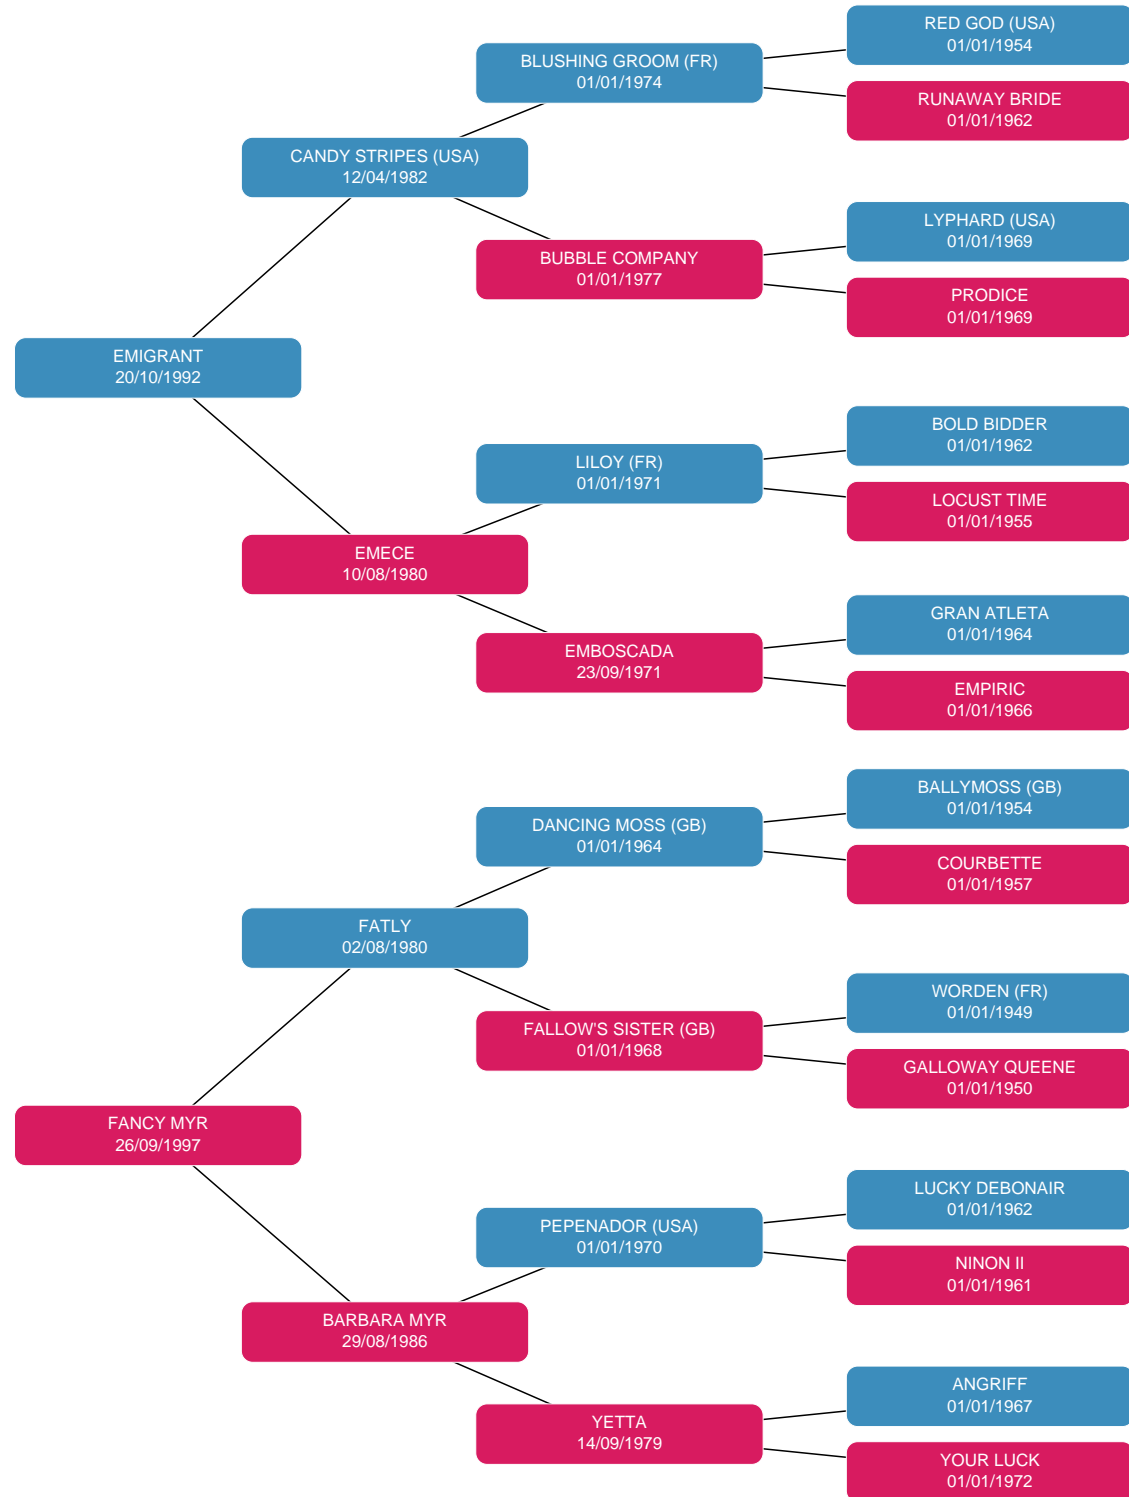 RED GOD (USA)
01/01/1954
BLUSHING GROOM (FR)
01/01/1974
RUNAWAY BRIDE
01/01/1962
CANDY STRIPES (USA)
12/04/1982
LYPHARD (USA)
01/01/1969
BUBBLE COMPANY
01/01/1977
PRODICE
01/01/1969
EMIGRANT
20/10/1992
BOLD BIDDER
01/01/1962
LILOY (FR)
01/01/1971
LOCUST TIME
01/01/1955
EMECE
10/08/1980
GRAN ATLETA
01/01/1964
EMBOSCADA
23/09/1971
EMPIRIC
01/01/1966
BALLYMOSS (GB)
01/01/1954
DANCING MOSS (GB)
01/01/1964
COURBETTE
01/01/1957
FATLY
02/08/1980
WORDEN (FR)
01/01/1949
FALLOW'S SISTER (GB)
01/01/1968
GALLOWAY QUEENE
01/01/1950
FANCY MYR
26/09/1997
LUCKY DEBONAIR
01/01/1962
PEPENADOR (USA)
01/01/1970
NINON II
01/01/1961
BARBARA MYR
29/08/1986
ANGRIFF
01/01/1967
YETTA
14/09/1979
YOUR LUCK
01/01/1972